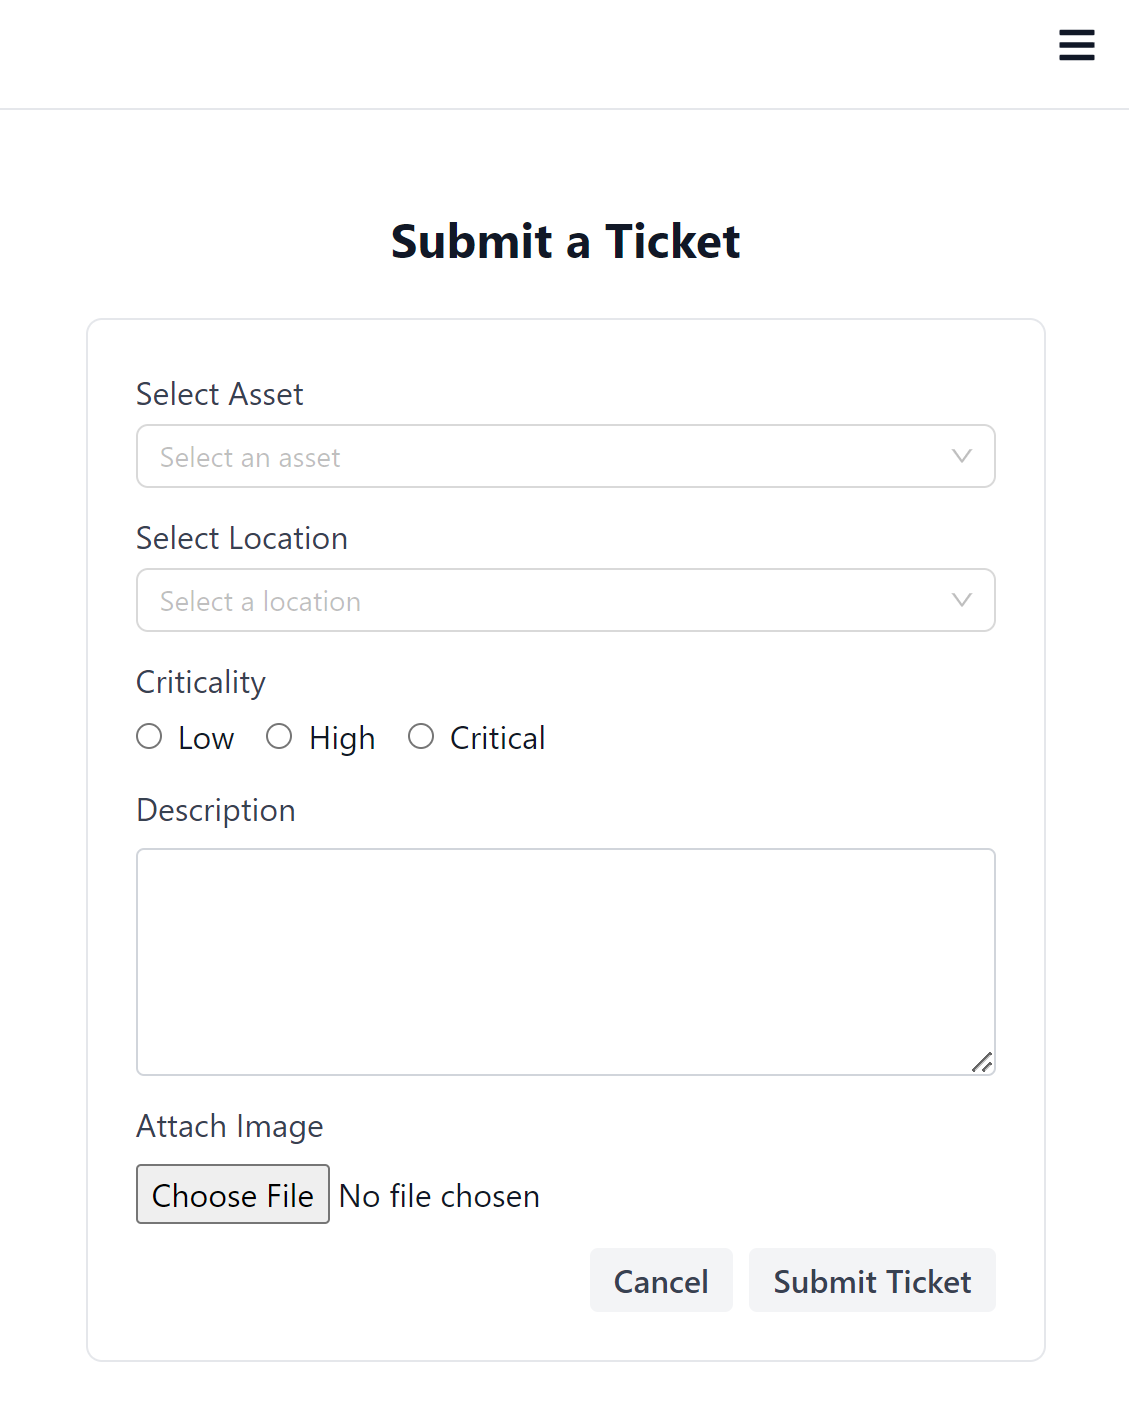 Submit a Ticket
Select Asset
Select an asset
Select Location
Select a location
Criticality
Low High Critical
Description
Attach Image
Choose File No file chosen
Cancel Submit Ticket